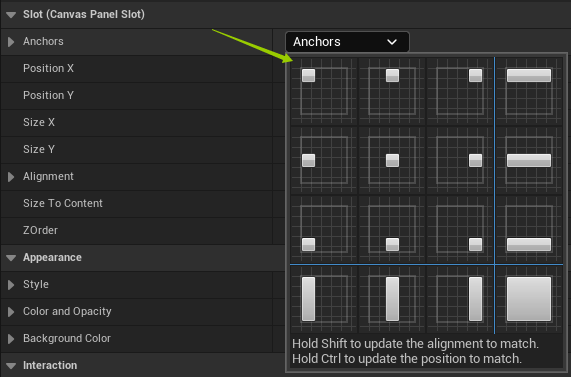 Slot (Canvas Panel Slot)
Anchors
Anchors
Position X
Position Y
Size X
Size Y
Alignment
Size To Content
ZOrder
Appearance
Style
Color and Opacity
Background Color
Interaction
Hold Shift to update the alignment to match.
Hold Ctrl to update the position to match.